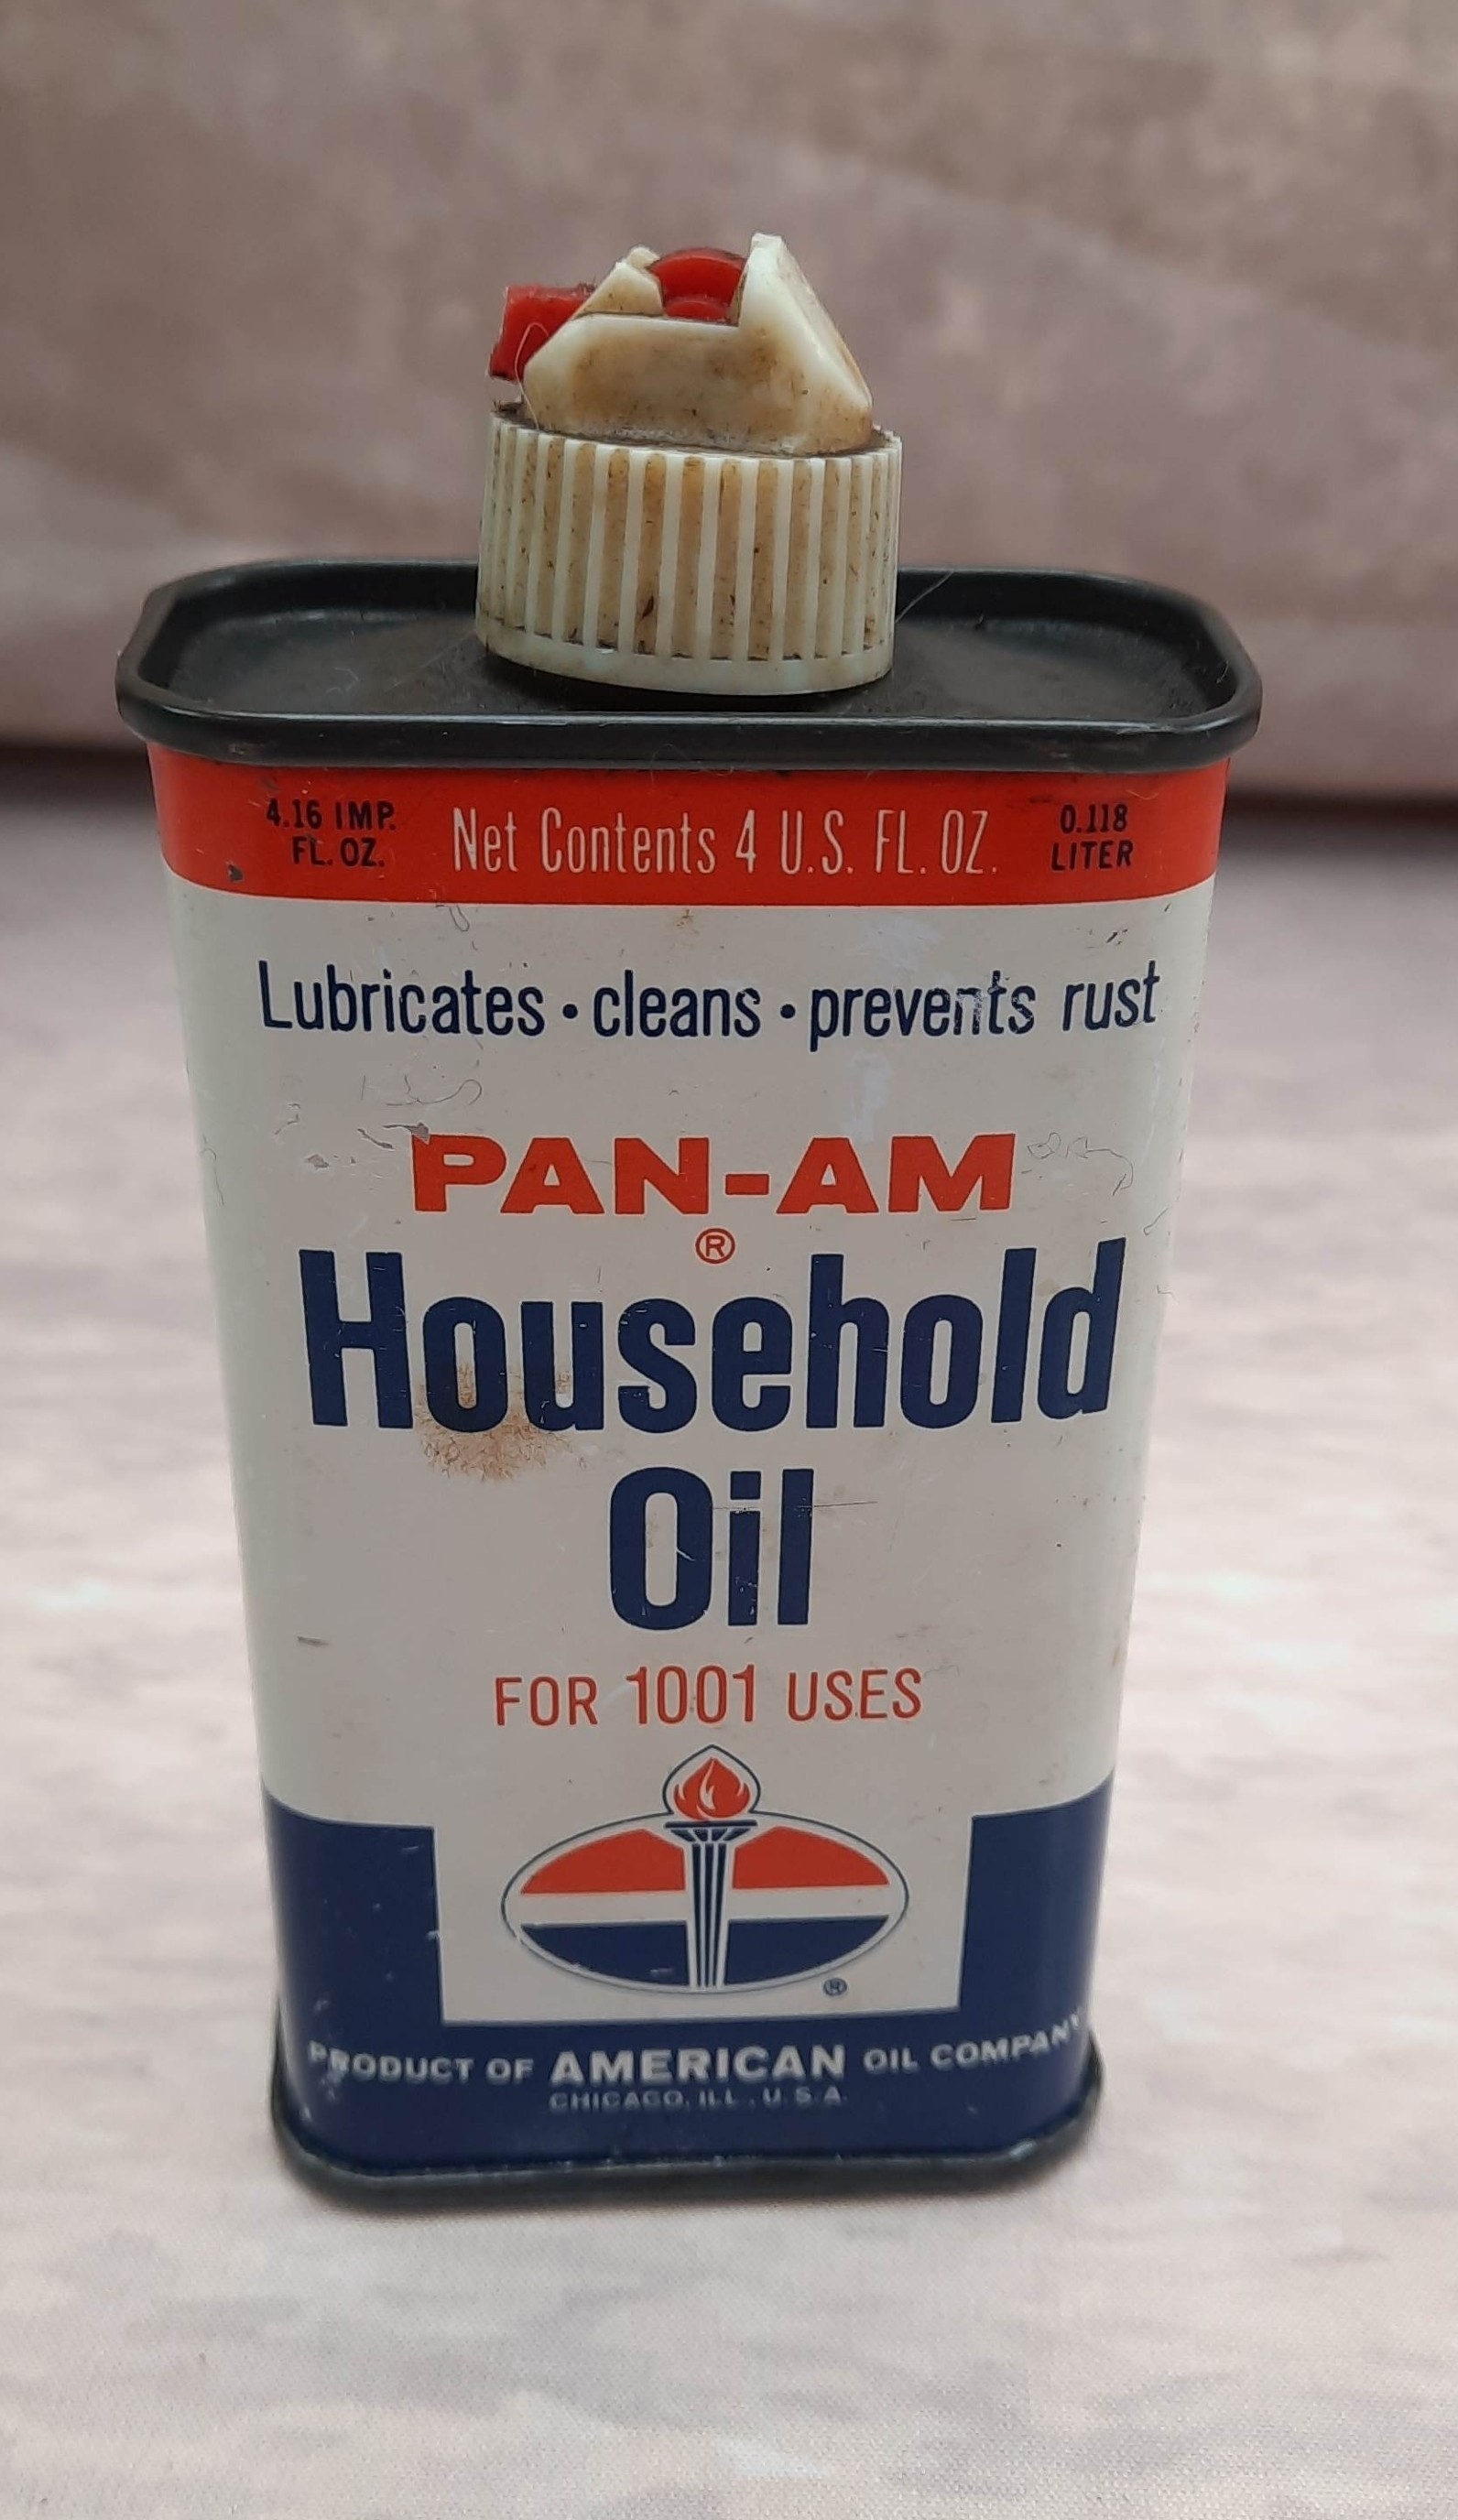 4.16 IMP.
FL. OZ.
Net Contents 4 U.S. FL. OZ.
0.118
LITER
Lubricates • cleans • prevents rust
PAN-AM
®
Household
Oil
FOR 1001 USES
®
PRODUCT OF AMERICAN OIL COMPANY
CHICAGO, ILL., U.S.A.